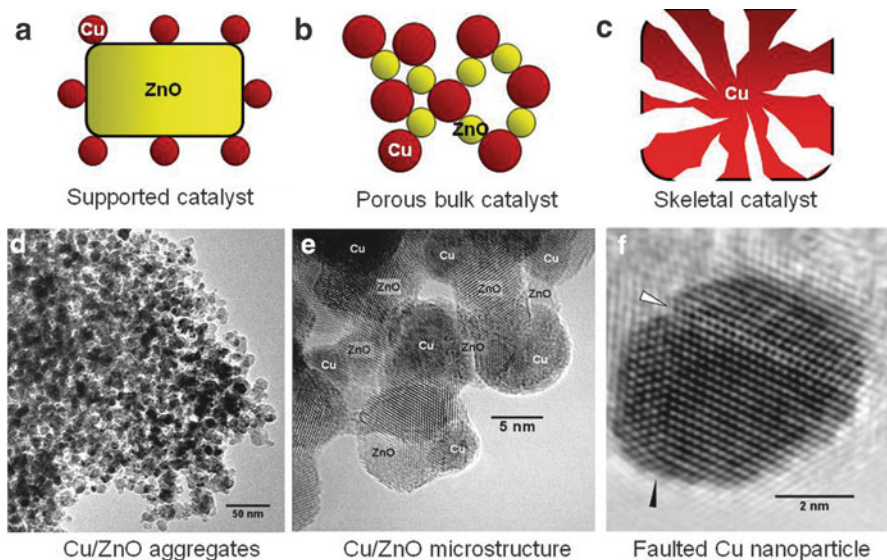 a
Cu
ZnO
Supported catalyst
b
ZnO
Cu
Porous bulk catalyst
c
Cu
Skeletal catalyst
d
50 nm
Cu/ZnO aggregates
e
Cu
Cu
Cu
ZnO
ZnO
ZnO
Cu
ZnO
Cu
ZnO
Cu
5 nm
ZnO
Cu
Cu/ZnO microstructure
f
2 nm
Faulted Cu nanoparticle